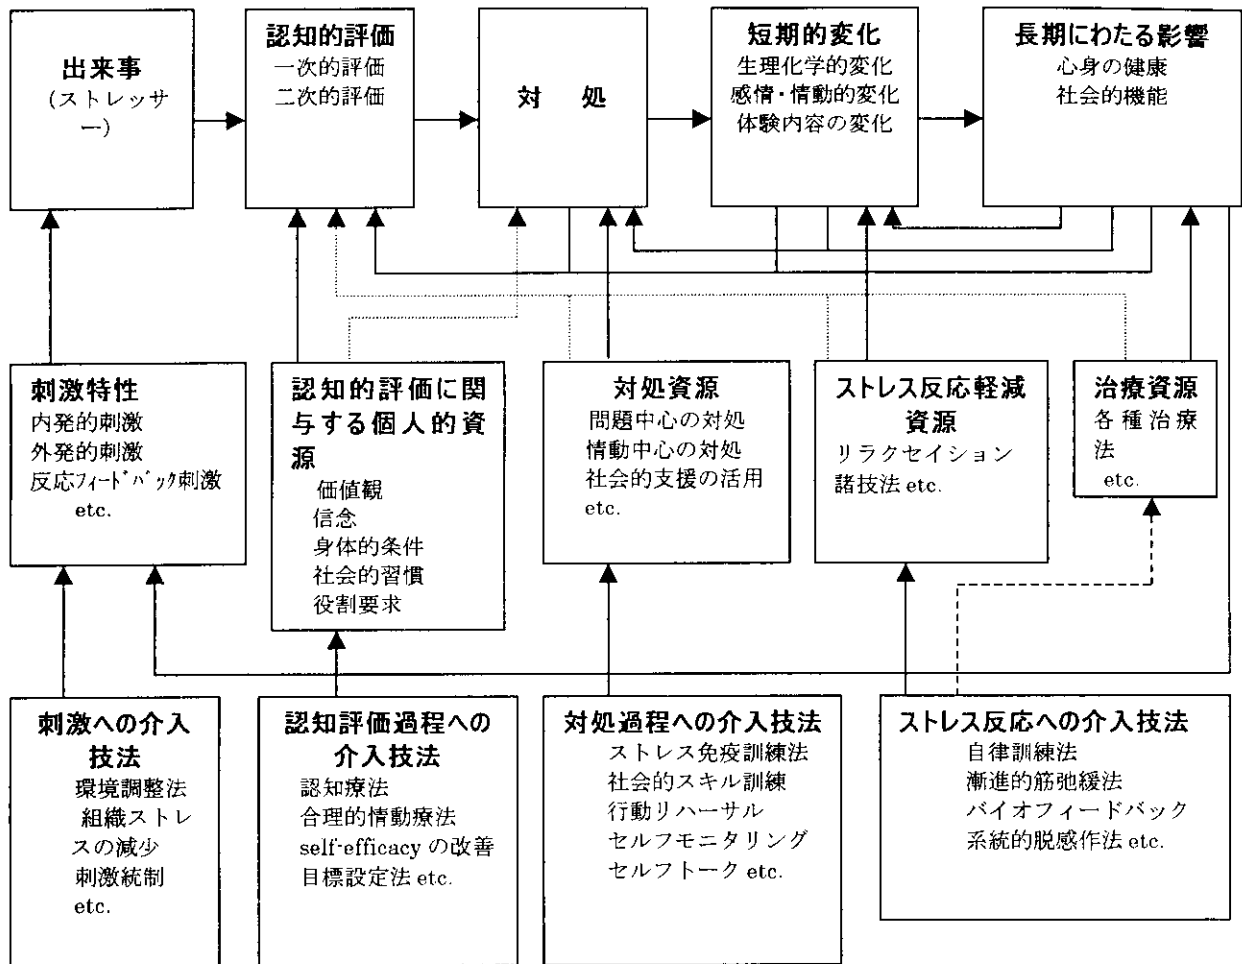 出来事
(ストレッサ
ー)
認知的評価
一次的評価
二次的評価
対 処
短期的変化
生理化学的変化
感情・情動的変化
体験内容の変化
長期にわたる影響
心身の健康
社会的機能
刺激特性
内発的刺激
外発的刺激
反応フィードバック刺激
etc.
認知的評価に関
与する個人的資
源
価値観
信念
身体的条件
社会的習慣
役割要求
対処資源
問題中心の対処
情動中心の対処
社会的支援の活用
etc.
ストレス反応軽減
資源
リラクセイション
諸技法 etc.
治療資源
各種治療
法
etc.
刺激への介入
技法
環境調整法
組織ストレ
スの減少
刺激統制
etc.
認知評価過程への
介入技法
認知療法
合理的情動療法
self-efficacy の改善
目標設定法 etc.
対処過程への介入技法
ストレス免疫訓練法
社会的スキル訓練
行動リハーサル
セルフモニタリング
セルフトーク etc.
ストレス反応への介入技法
自律訓練法
漸進的筋弛緩法
バイオフィードバック
系統的脱感作法 etc.